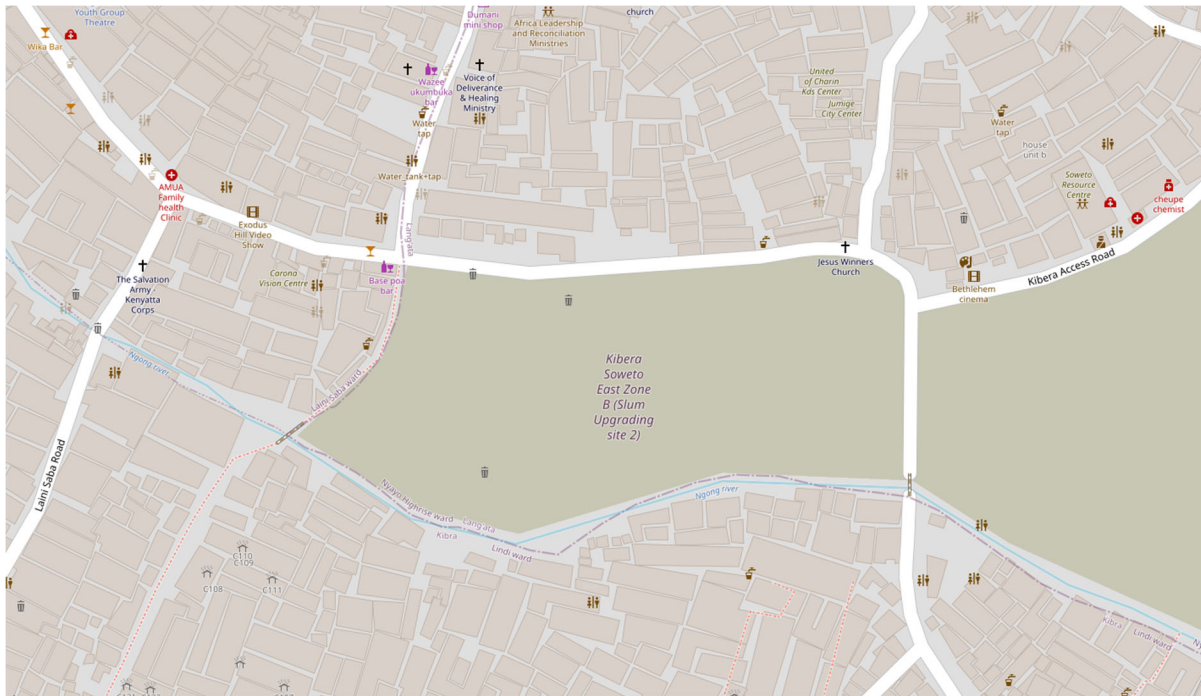 Youth Group
Theatre
Wika Bar
Dumani
mini shop
Africa Leadership
and Reconciliation
Ministries
church
Wazee
ukumbuka
bar
Voice of
Deliverance
& Healing
Ministry
Water
tap
United
of Charin
Kds Center
Jumige
City Center
Water
tap
house
unit b
Water tank+tap
AMUA
Family
health
Clinic
Soweto
Resource
Centre
cheupe
chemist
Exodus
Hill Video
Show
Lang'ata
Jesus Winners
Church
Kibera Access Road
The Salvation
Army -
Kenyatta
Corps
Carona
Vision Centre
Base poa
bar
Bethlehem
cinema
Ngong river
Laini Saba ward
Kibera
Soweto
East Zone
B (Slum
Upgrading
site 2)
Laini Saba Road
Nyayo Highrise ward
Lang'ata
Kibra
Lindi ward
Ngong river
C110
C109
C108
C111
Kibra
Lindi ward